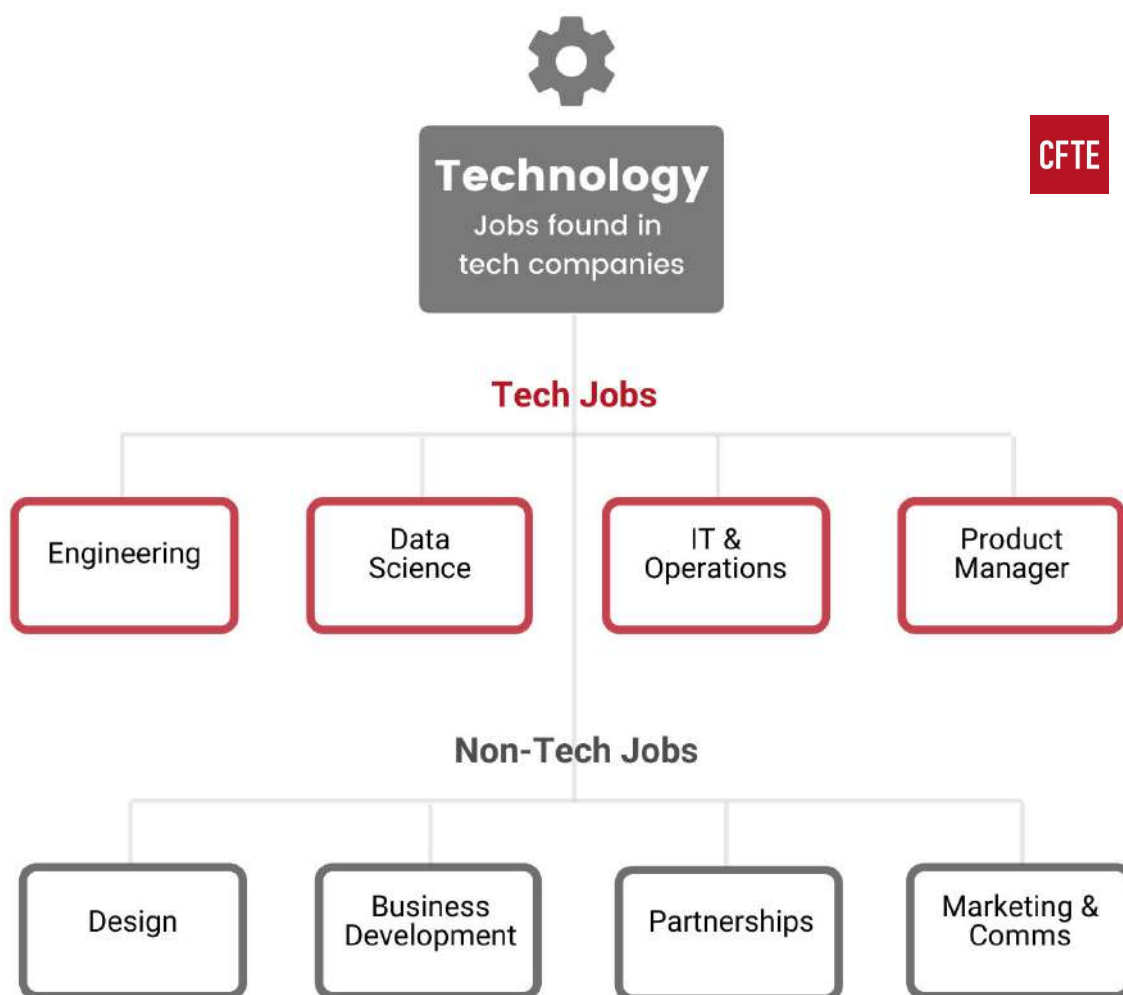 CFTE
Technology
Jobs found in
tech companies
Tech Jobs
Engineering
Data
Science
IT &
Operations
Product
Manager
Non-Tech Jobs
Design
Business
Development
Partnerships
Marketing &
Comms